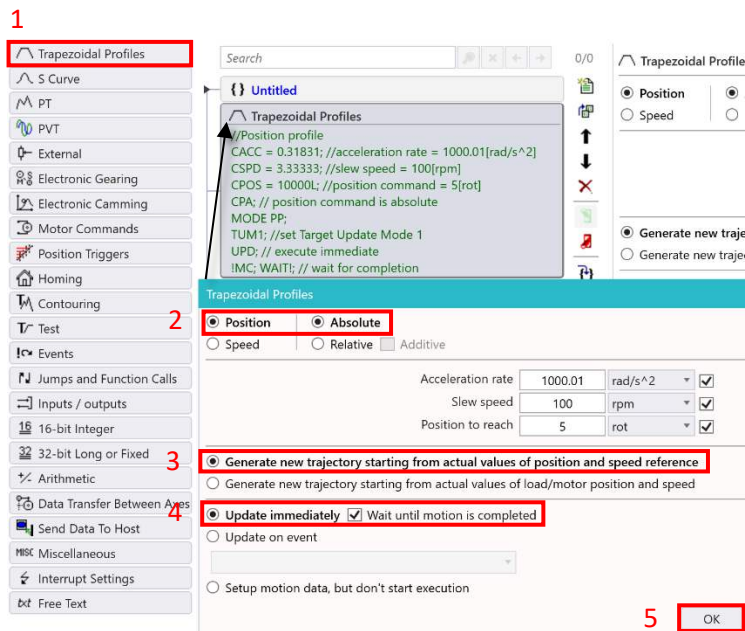 1
Trapezoidal Profiles
S Curve
PT
PVT
External
Electronic Gearing
Electronic Camming
Motor Commands
Position Triggers
Homing
Contouring
Test
Events
Jumps and Function Calls
Inputs / outputs
16 16-bit Integer
32 32-bit Long or Fixed
+⁄- Arithmetic
Data Transfer Between Axes
Send Data To Host
MISC Miscellaneous
Interrupt Settings
txt Free Text
Search
0/0
{} Untitled
Trapezoidal Profiles
//Position profile
CACC = 0.31831; //acceleration rate = 1000.01[rad/s^2]
CSPD = 3.33333; //slew speed = 100[rpm]
CPOS = 10000L; //position command = 5[rot]
CPA; // position command is absolute
MODE PP;
TUM1; //set Target Update Mode 1
UPD; // execute immediate
!MC; WAIT!; // wait for completion
Trapezoidal Profile
Position
Speed
Generate new traje
Generate new trajec
Trapezoidal Profiles
2
Position Absolute
Speed Relative Additive
Acceleration rate 1000.01 rad/s^2
Slew speed 100 rpm
Position to reach 5 rot
3
Generate new trajectory starting from actual values of position and speed reference
Generate new trajectory starting from actual values of load/motor position and speed
4
Update immediately Wait until motion is completed
Update on event
Setup motion data, but don't start execution
5
OK